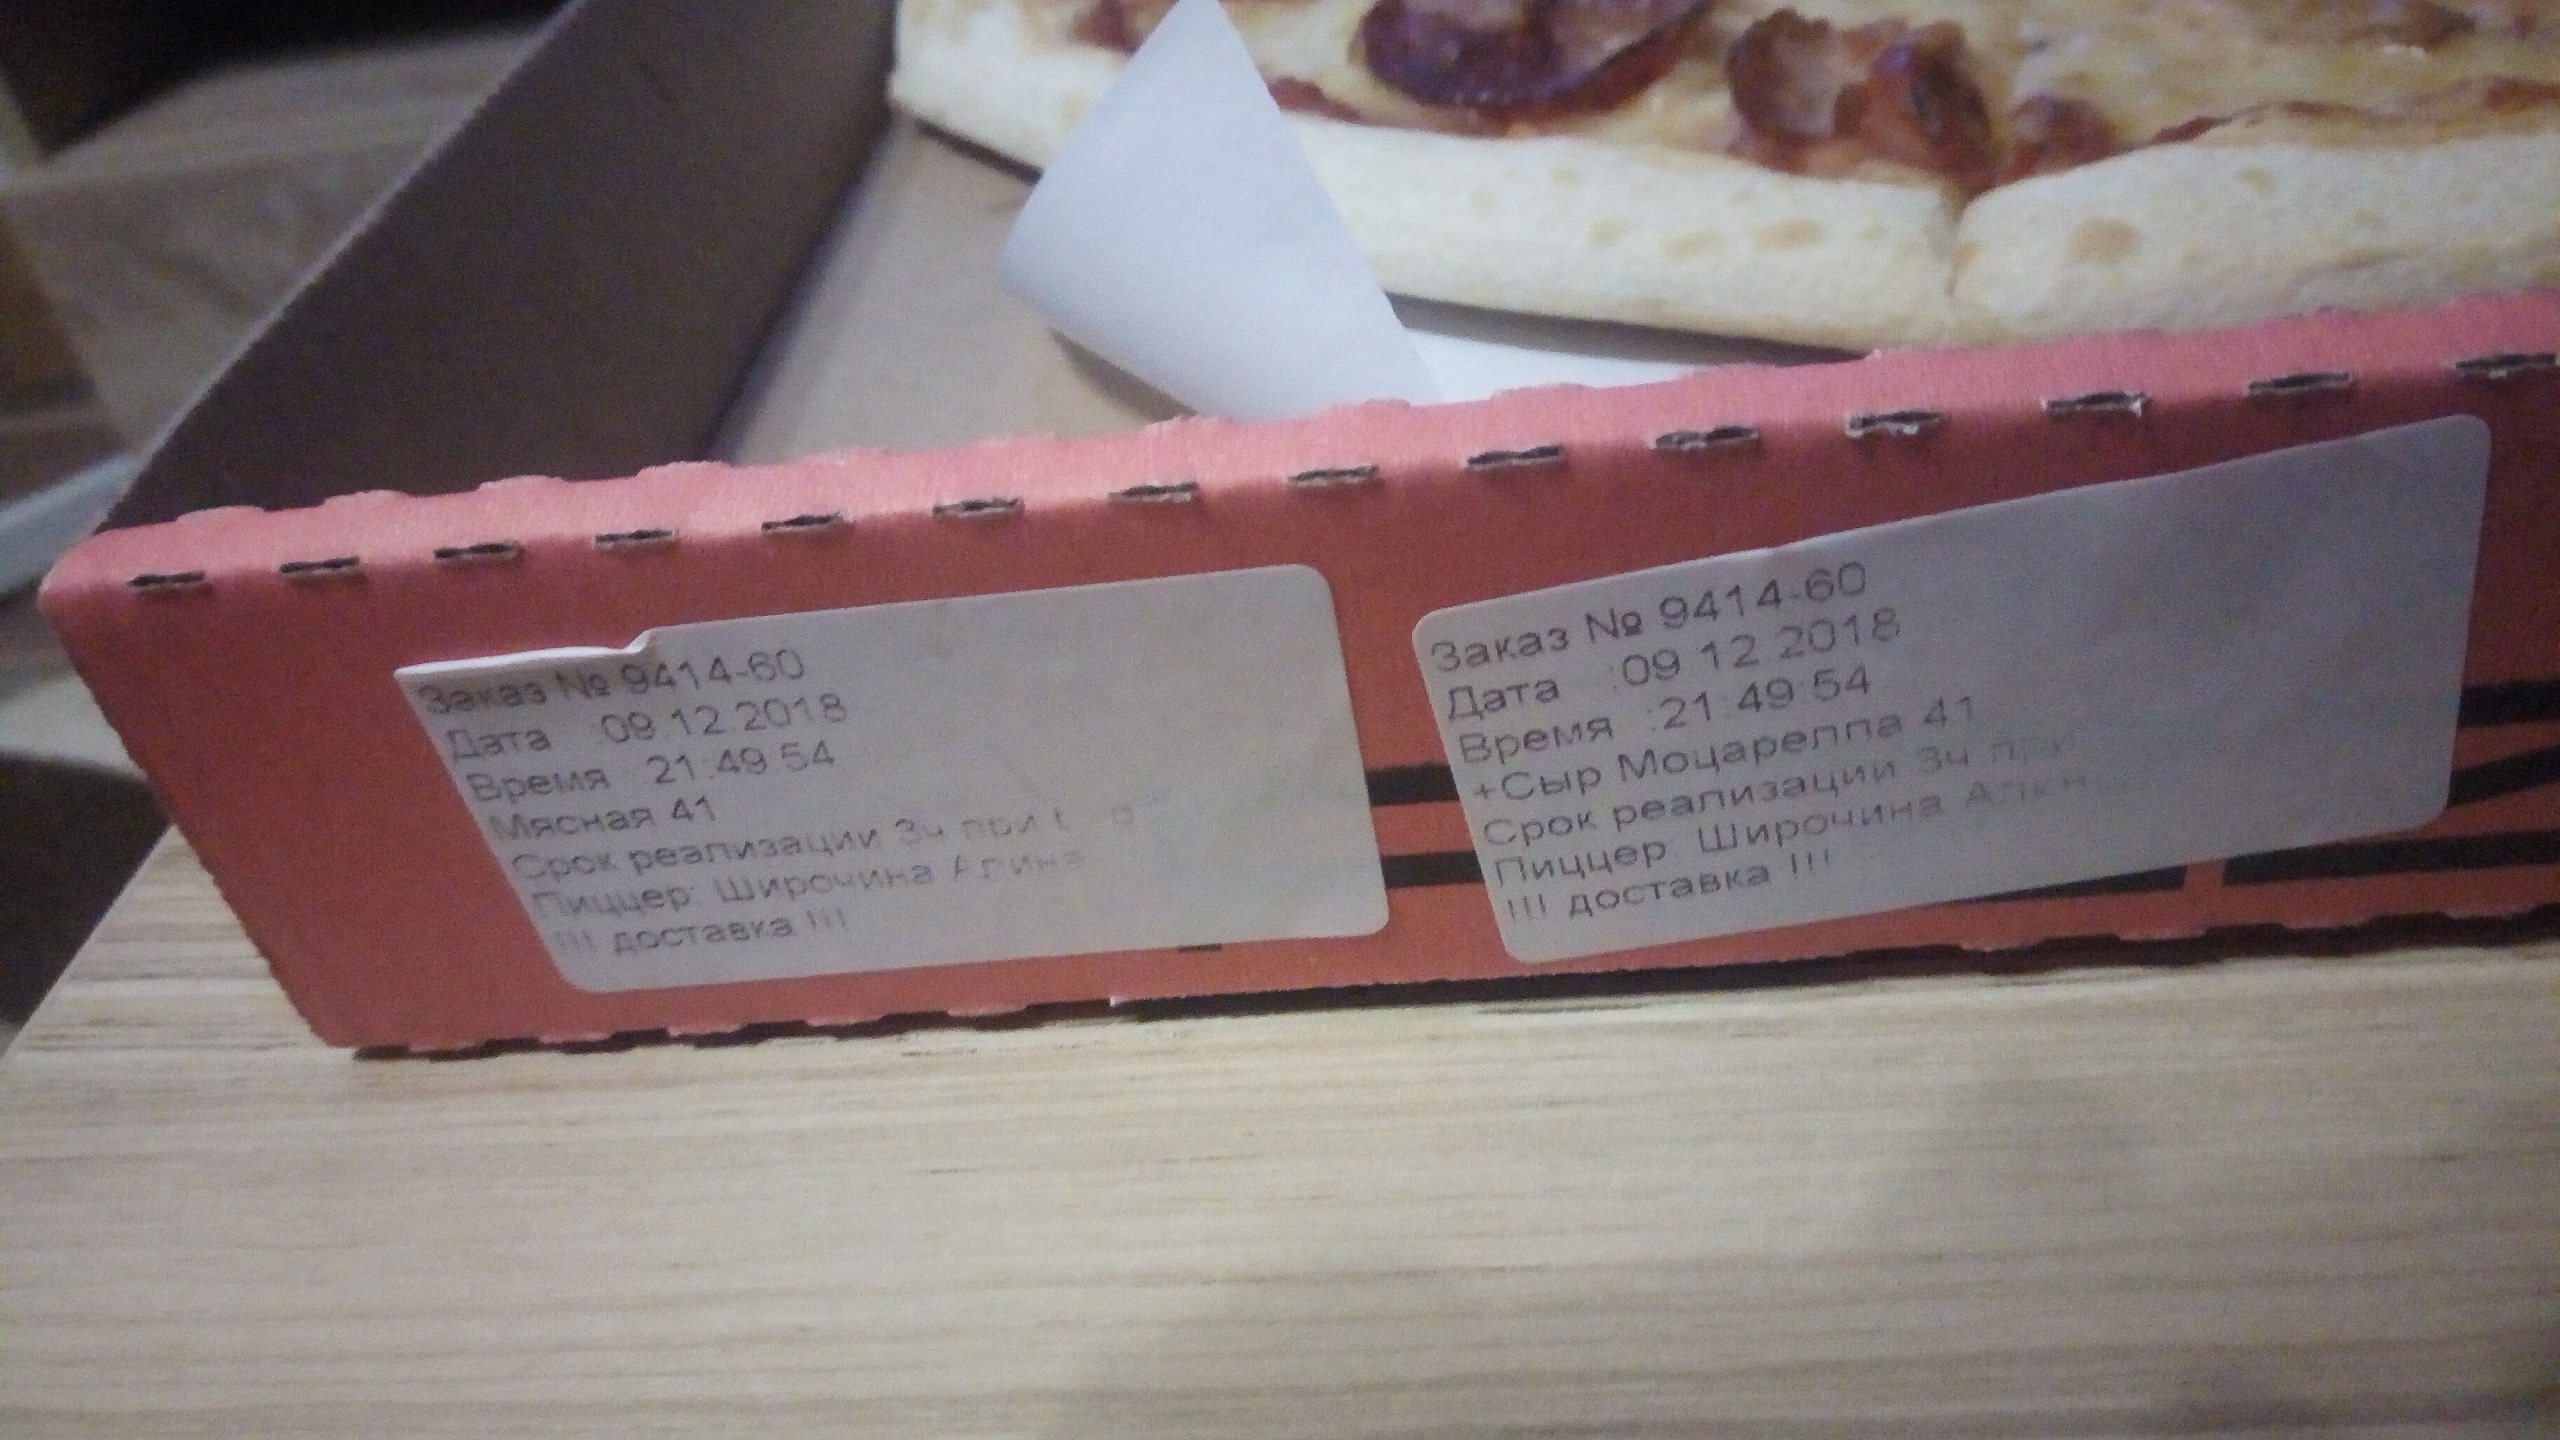 Заказ № 9414-60
Дата :09.12.2018
Время :21:49:54
Мясная 41
Срок реализации 3ч при
Пиццер: Широчина Алина
!!! доставка !!!
Заказ № 9414-60
Дата :09.12.2018
Время :21:49:54
+Сыр Моцарелла 41
Срок реализации 3ч при
Пиццер: Широчина
!!! доставка !!!